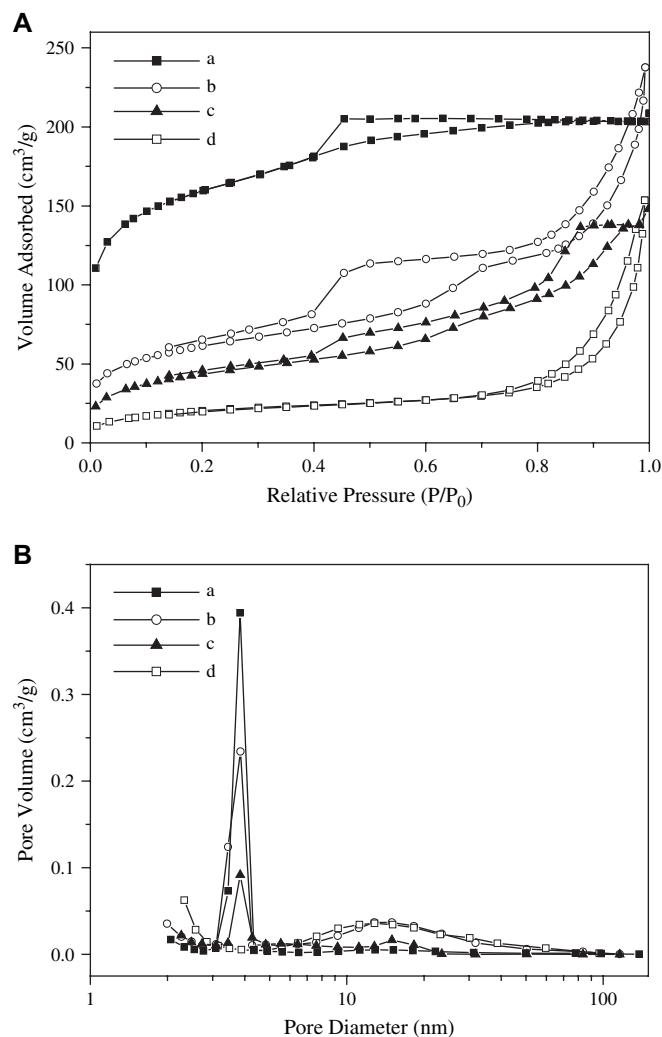 A
a
b
c
d
250
200
150
100
50
0
Volume Adsorbed (cm³/g)
0.0 0.2 0.4 0.6 0.8 1.0
Relative Pressure (P/P₀)
B
a
b
c
d
0.4
0.3
0.2
0.1
0.0
Pore Volume (cm³/g)
1 10 100
Pore Diameter (nm)